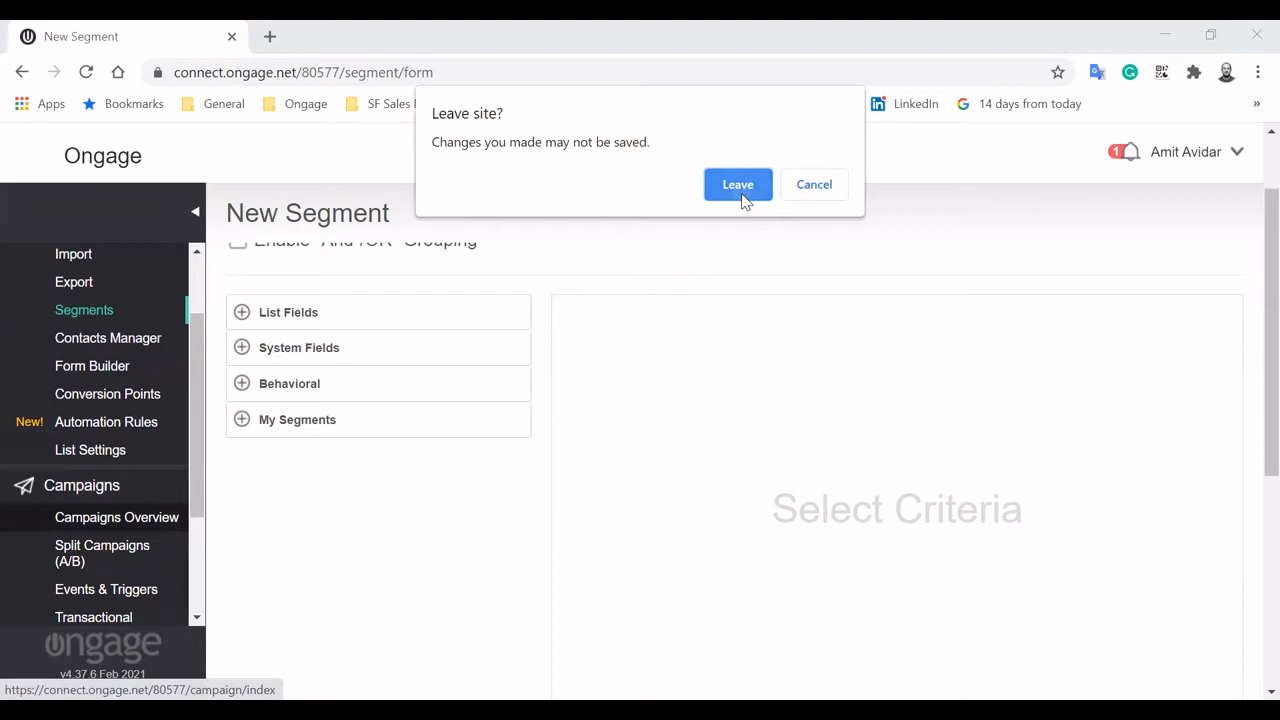 New Segment
connect.ongage.net/80577/segment/form
Apps
Bookmarks
General
Ongage
SF Sales
LinkedIn
14 days from today
Leave site?
Changes you made may not be saved.
Leave
Cancel
Ongage
1
Amit Avidar
New Segment
Enable "And"/"OR" Grouping
Import
Export
Segments
Contacts Manager
Form Builder
Conversion Points
New! Automation Rules
List Settings
Campaigns
Campaigns Overview
Split Campaigns
(A/B)
Events & Triggers
Transactional
ongage
v4.37.6 Feb 2021
List Fields
System Fields
Behavioral
My Segments
Select Criteria
https://connect.ongage.net/80577/campaign/index